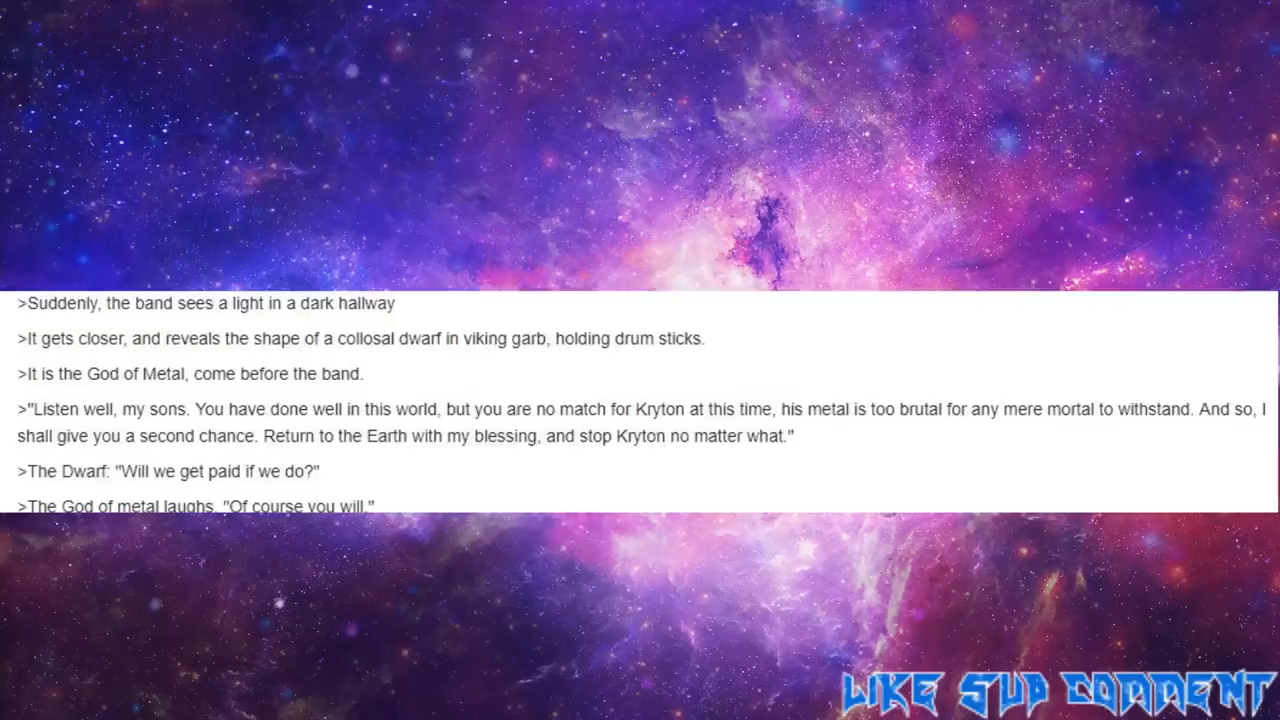 >Suddenly, the band sees a light in a dark hallway
>It gets closer, and reveals the shape of a collosal dwarf in viking garb, holding drum sticks.
>It is the God of Metal, come before the band.
>"Listen well, my sons. You have done well in this world, but you are no match for Kryton at this time, his metal is too brutal for any mere mortal to withstand. And so, I
shall give you a second chance. Return to the Earth with my blessing, and stop Kryton no matter what."
>The Dwarf: "Will we get paid if we do?"
>The God of metal laughs. "Of course you will."
LIKE SUB COMMENT